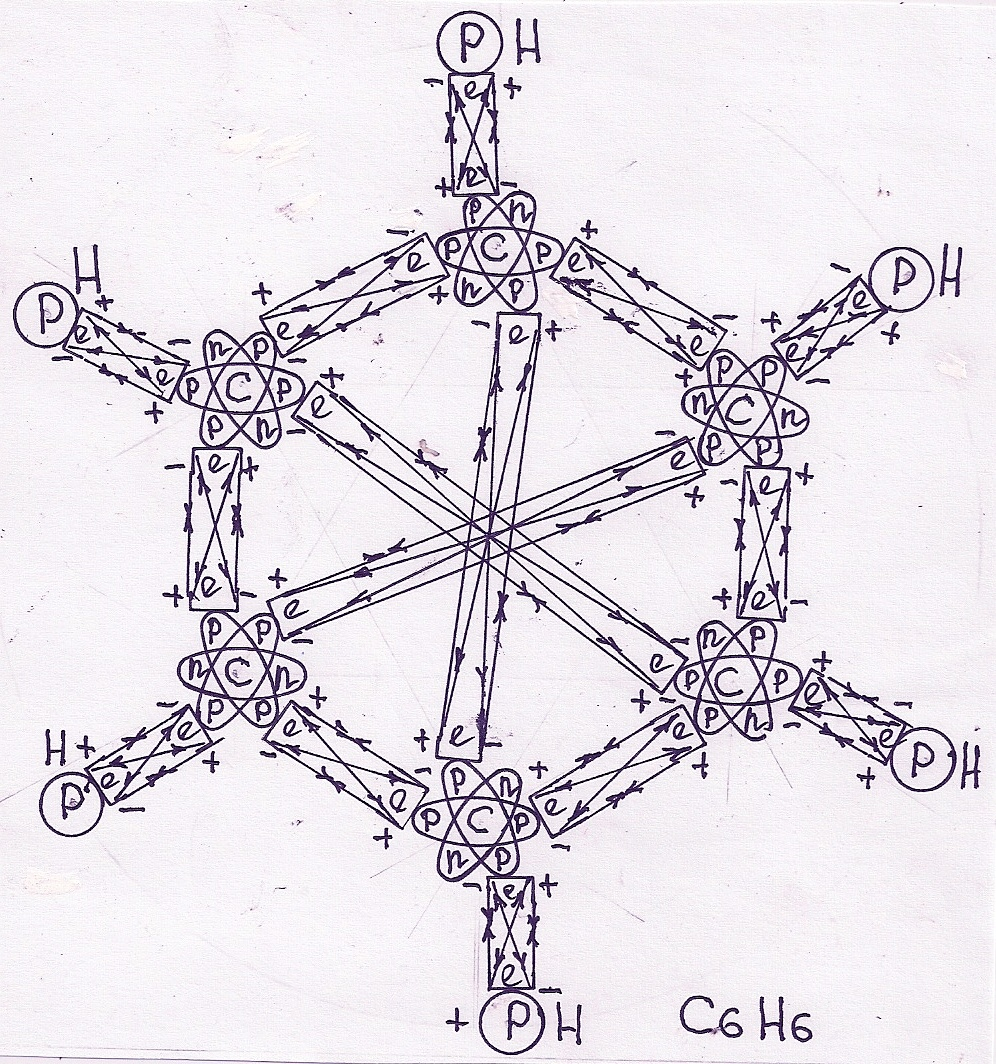 P H
- e +
+ e -
P n
P C P
n P
- e +
+ e -
+ e -
+ e -
H
P
+ e -
- e +
n P
P C P
P n
P H
- e +
+ e -
P P
n C n
P P
- e +
+ e -
- e +
+ e -
- e +
+ e -
- e +
+ e -
- e +
+ e -
P P
n C n
P P
n P
P C P
P n
H
P
- e +
+ e -
+ e -
- e +
- e +
+ e -
+ e -
- e +
P H
+ e -
P n
P C P
n P
- e +
e -
+ P H
C6H6